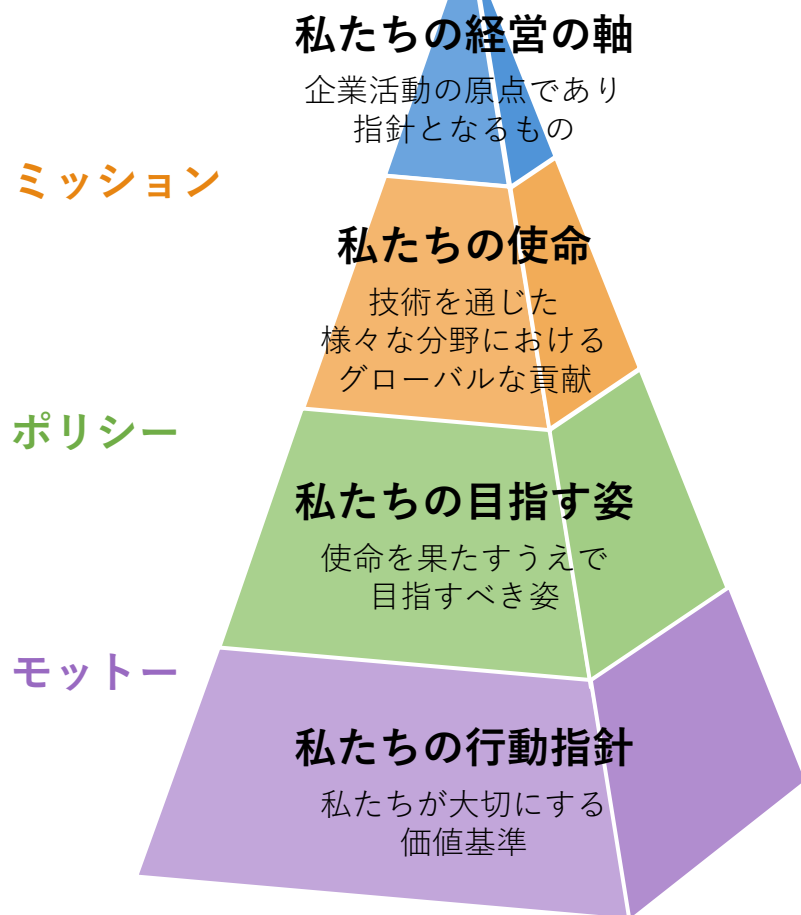 私たちの経営の軸
企業活動の原点であり
指針となるもの
ミッション
私たちの使命
技術を通じた
様々な分野における
グローバルな貢献
ポリシー
私たちの目指す姿
使命を果たすうえで
目指すべき姿
モットー
私たちの行動指針
私たちが大切にする
価値基準